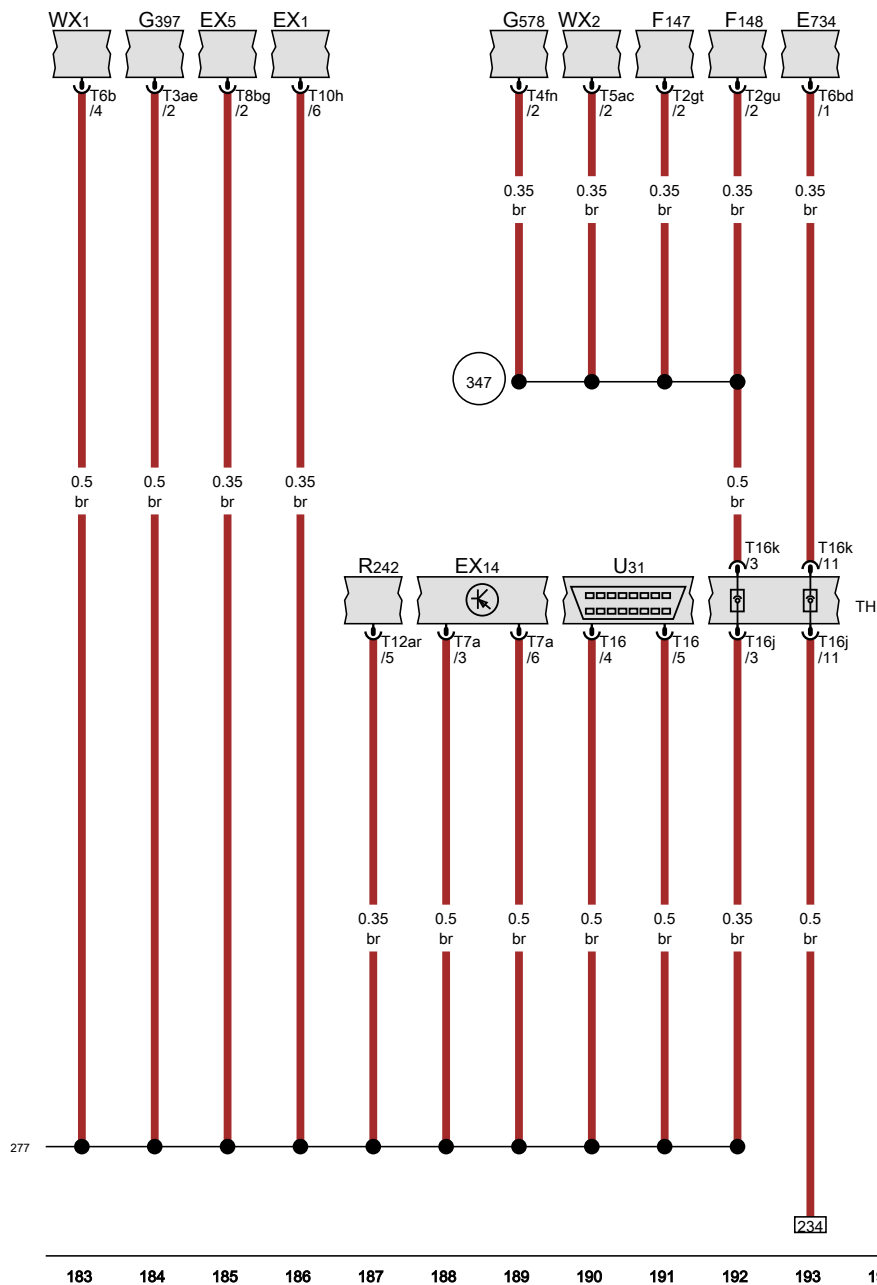 WX1 G397 EX5 EX1 G578 WX2 F147 F148 E734
T6b T3ae T8bg T10h T4fn T5ac T2gt T2gu T6bd
/4 /2 /2 /6 /2 /2 /2 /2 /1
0.35 0.35 0.35 0.35 0.35
br br br br br
347
0.5 0.5 0.35 0.35 0.5
br br br br br
T16k T16k
/3 /11
R242 EX14 U31
TH
T12ar T7a T7a T16 T16 T16j T16j
/5 /3 /6 /4 /5 /3 /11
0.35 0.5 0.5 0.5 0.5 0.35 0.5
br br br br br br br
277
234
183 184 185 186 187 188 189 190 191 192 193